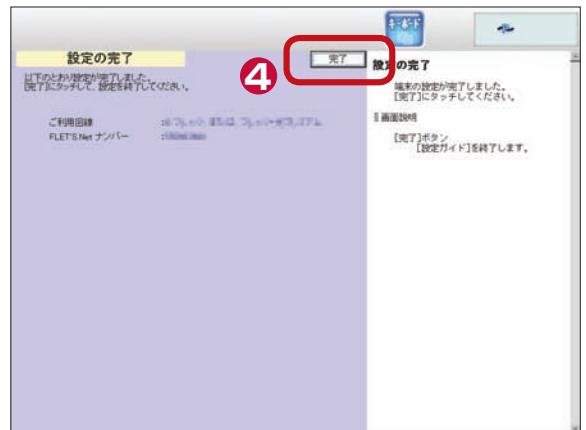 キーボード
設定の完了
完了
❹
以下のとおり設定が完了しました。
[完了]にタッチして、設定を終了してください。
ご利用回線
FLET'S.Net ナンバー
設定の完了
端末の設定が完了しました。
[完了]にタッチしてください。
画面説明
[完了]ボタン
[設定ガイド]を終了します。